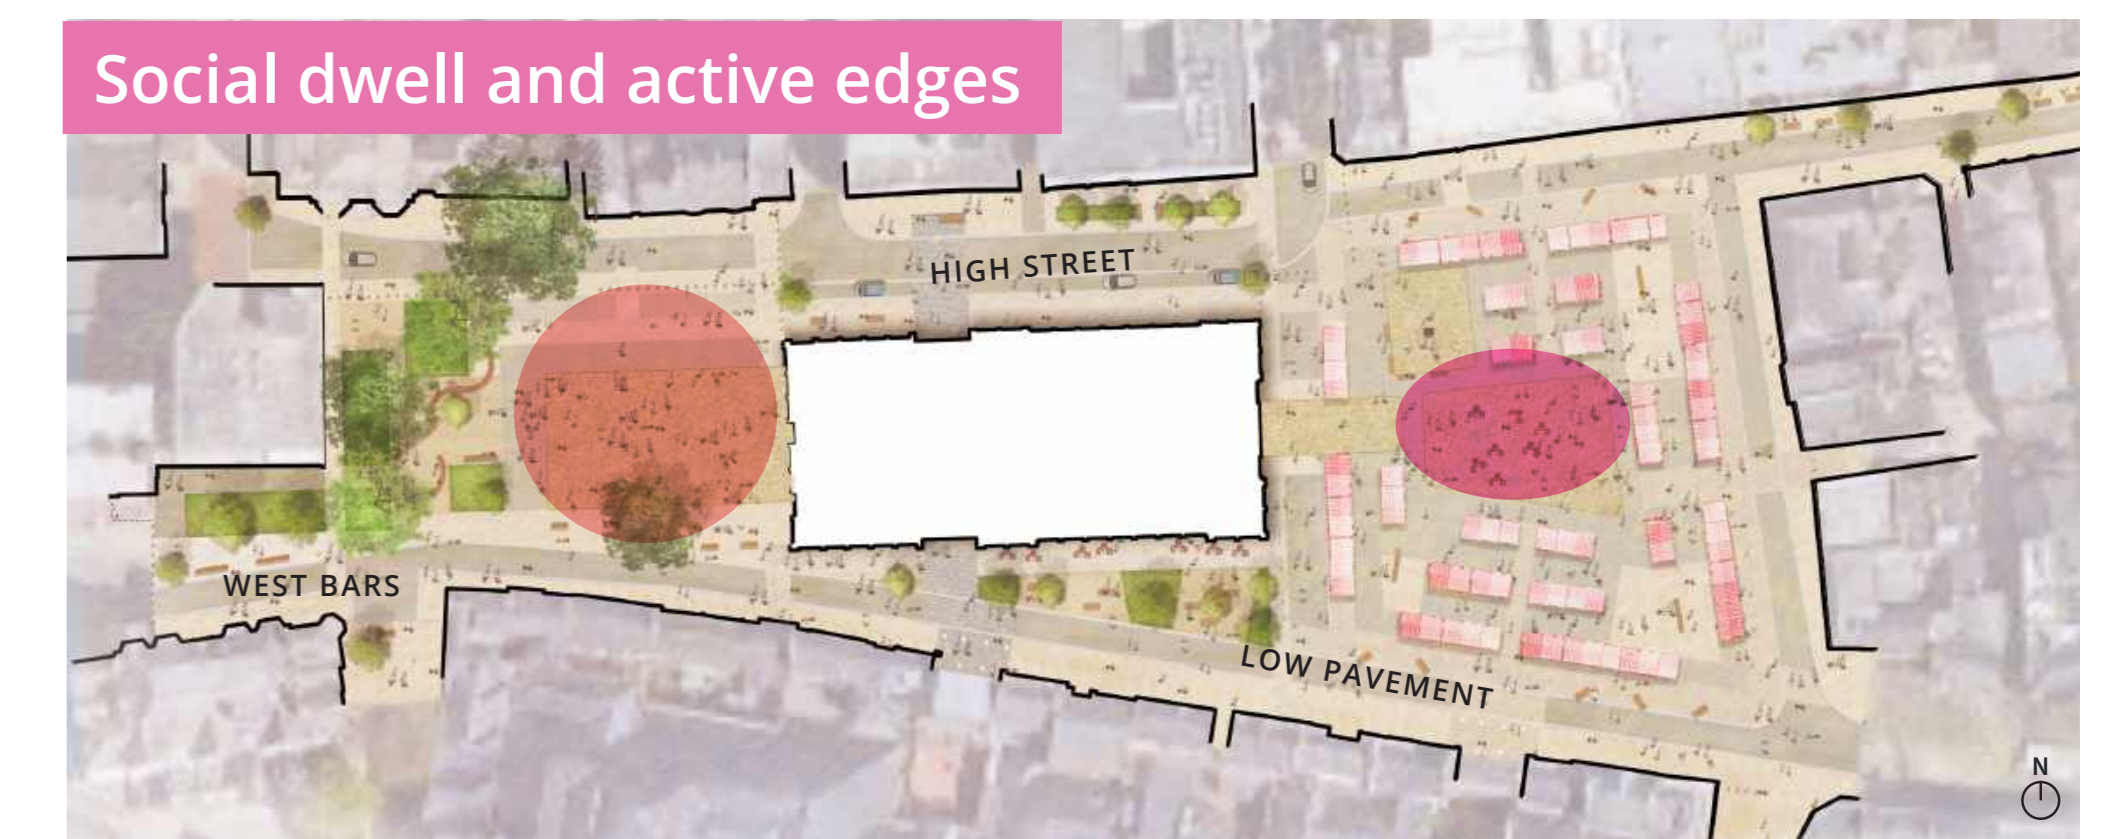 Social dwell and active edges
HIGH STREET
WEST BARS
LOW PAVEMENT
N